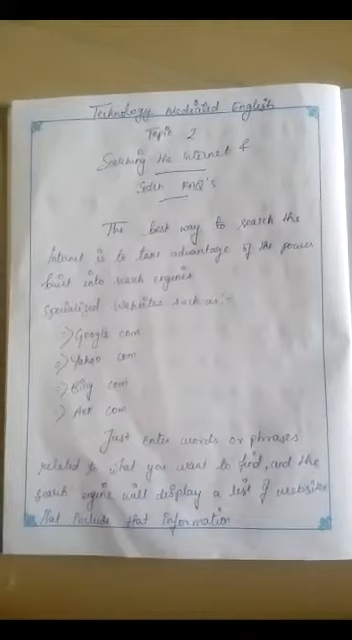 Technology Mediated English
Topic 2
Searching the internet &
FAQ'S
The best way to search the
Internet is to take advantage of the power
built into search engines
Specialized websites such as:-
:) Google com
:) Yahoo com
:) Bing com
:) Ask com
Just enter words or phrases
related to what you want to find, and the
search engine will display a list of websites
that include that information